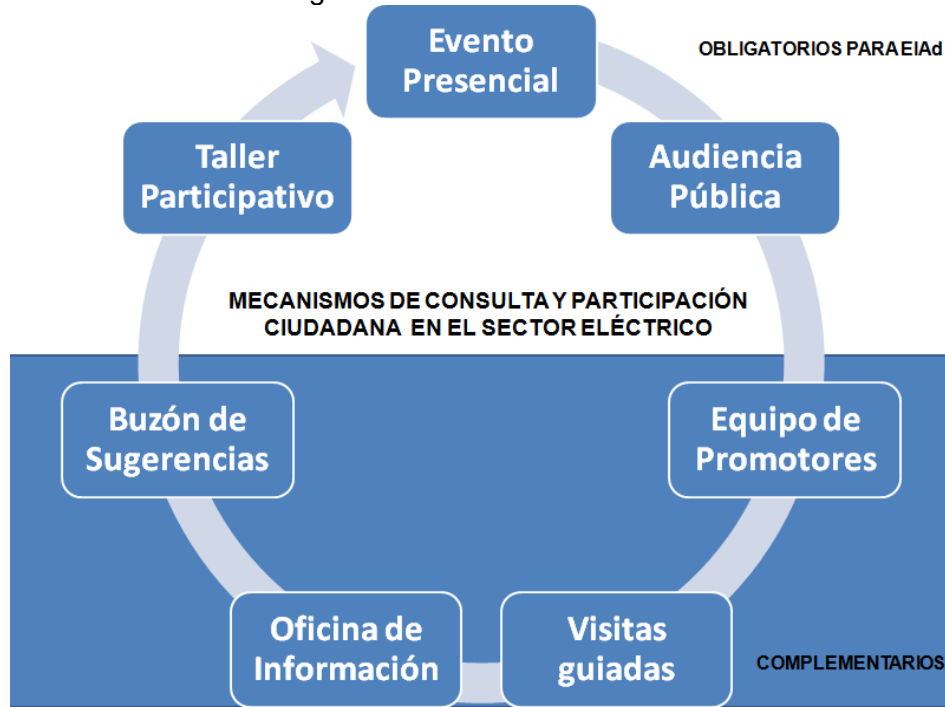 Evento
Presencial
OBLIGATORIOS PARA EIAd
Taller
Participativo
Audiencia
Pública
MECANISMOS DE CONSULTA Y PARTICIPACIÓN
CIUDADANA EN EL SECTOR ELÉCTRICO
Buzón de
Sugerencias
Equipo de
Promotores
Oficina de
Información
Visitas
guiadas
COMPLEMENTARIOS